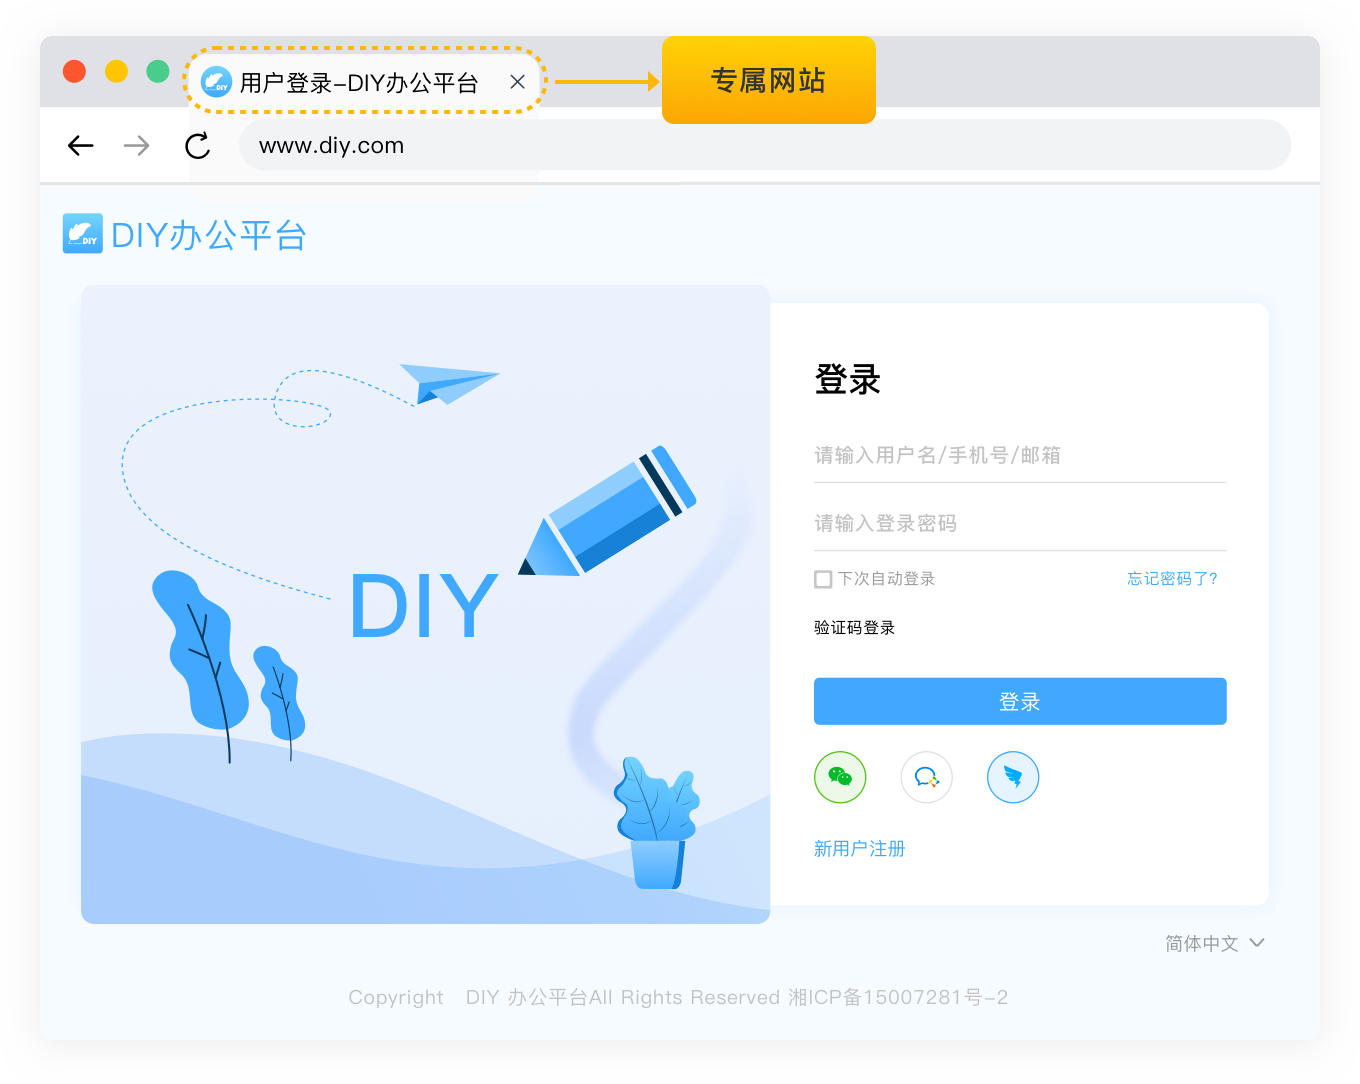 用户登录-DIY办公平台
专属网站
www.diy.com
DIY
DIY办公平台
DIY
登录
请输入用户名/手机号/邮箱
请输入登录密码
下次自动登录 忘记密码了?
验证码登录
登录
新用户注册
简体中文
Copyright DIY 办公平台All Rights Reserved 湘ICP备15007281号-2